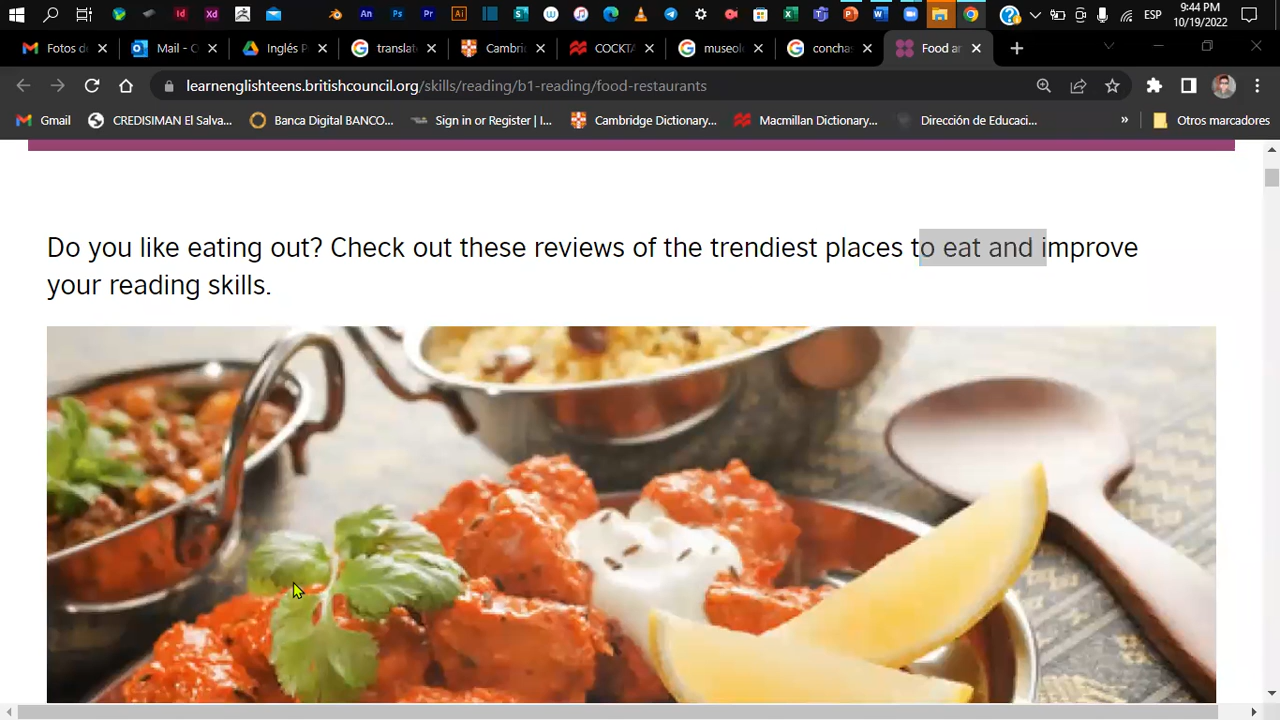 9:44 PM
ESP
10/19/2022
Fotos d
Mail - C
Inglés P
translat
Cambri
COCKTA
museol
concha
Food ar
learnenglishteens.britishcouncil.org/skills/reading/b1-reading/food-restaurants
Gmail
CREDISIMAN El Salva...
Banca Digital BANCO...
Sign in or Register | I...
Cambridge Dictionary...
Macmillan Dictionary...
Dirección de Educaci...
»
Otros marcadores
Do you like eating out? Check out these reviews of the trendiest places to eat and improve
your reading skills.